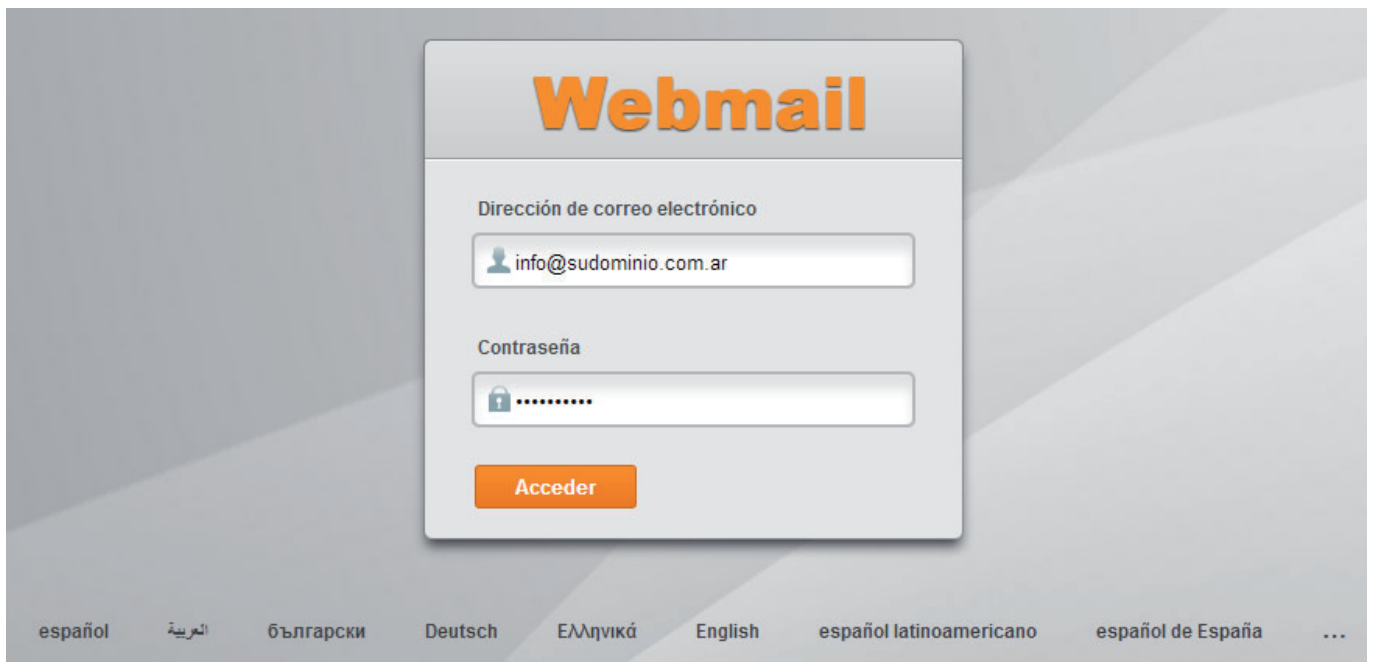 Webmail
Dirección de correo electrónico
info@sudominio.com.ar
Contraseña
••••••••••
Acceder
español العربية български Deutsch Ελληνικά English español latinoamericano español de España ...